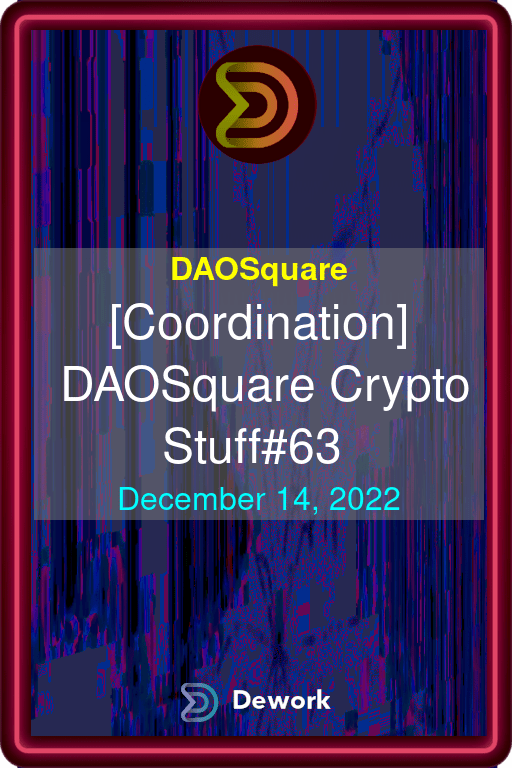 DAOSquare
[Coordination]
DAOSquare Crypto
Stuff#63
December 14, 2022
Dework